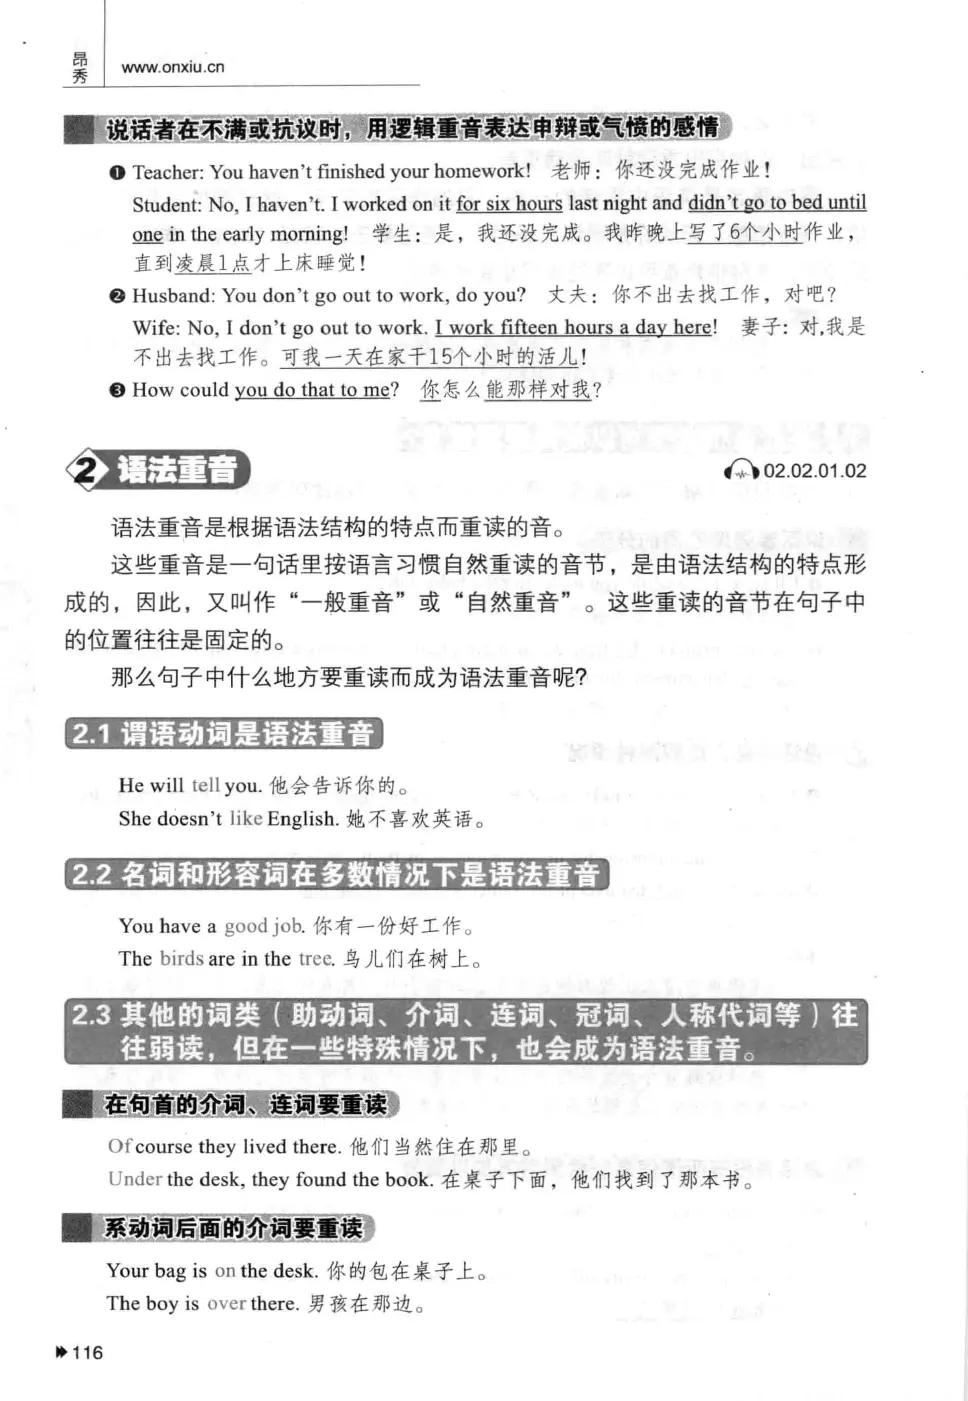 昂秀
www.onxiu.cn
说话者在不满或抗议时，用逻辑重音表达申辩或气愤的感情
❶ Teacher: You haven't finished your homework! 老师：你还没完成作业！
Student: No, I haven't. I worked on it for six hours last night and didn't go to bed until
one in the early morning! 学生：是，我还没完成。我昨晚上写了6个小时作业，
直到凌晨1点才上床睡觉！
❷ Husband: You don't go out to work, do you? 丈夫：你不出去找工作，对吧？
Wife: No, I don't go out to work. I work fifteen hours a day here! 妻子：对,我是
不出去找工作。可我一天在家干15个小时的活儿！
❸ How could you do that to me? 你怎么能那样对我？
2 语法重音
02.02.01.02
语法重音是根据语法结构的特点而重读的音。
这些重音是一句话里按语言习惯自然重读的音节，是由语法结构的特点形
成的，因此，又叫作“一般重音”或“自然重音”。这些重读的音节在句子中
的位置往往是固定的。
那么句子中什么地方要重读而成为语法重音呢？
2.1 谓语动词是语法重音
He will tell you. 他会告诉你的。
She doesn't like English. 她不喜欢英语。
2.2 名词和形容词在多数情况下是语法重音
You have a good job. 你有一份好工作。
The birds are in the tree. 鸟儿们在树上。
2.3 其他的词类（助动词、介词、连词、冠词、人称代词等）往
往弱读，但在一些特殊情况下，也会成为语法重音。
在句首的介词、连词要重读
Of course they lived there. 他们当然住在那里。
Under the desk, they found the book. 在桌子下面，他们找到了那本书。
系动词后面的介词要重读
Your bag is on the desk. 你的包在桌子上。
The boy is over there. 男孩在那边。
116